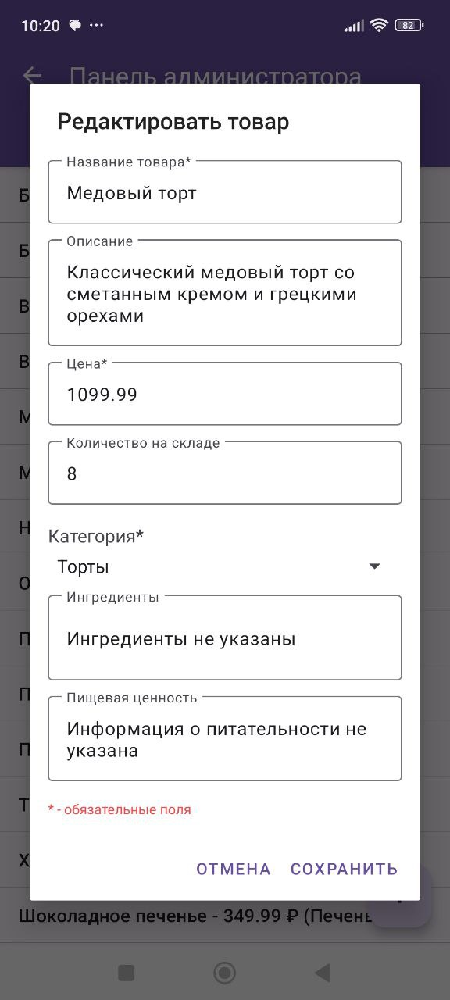 10:20
82
Панель администратора
Редактировать товар
Название товара*
Медовый торт
Описание
Классический медовый торт со
сметанным кремом и грецкими
орехами
Цена*
1099.99
Количество на складе
8
Категория*
Торты
Ингредиенты
Ингредиенты не указаны
Пищевая ценность
Информация о питательности не
указана
* - обязательные поля
ОТМЕНА СОХРАНИТЬ
Шоколадное печенье - 349.99 ₽ (Печень